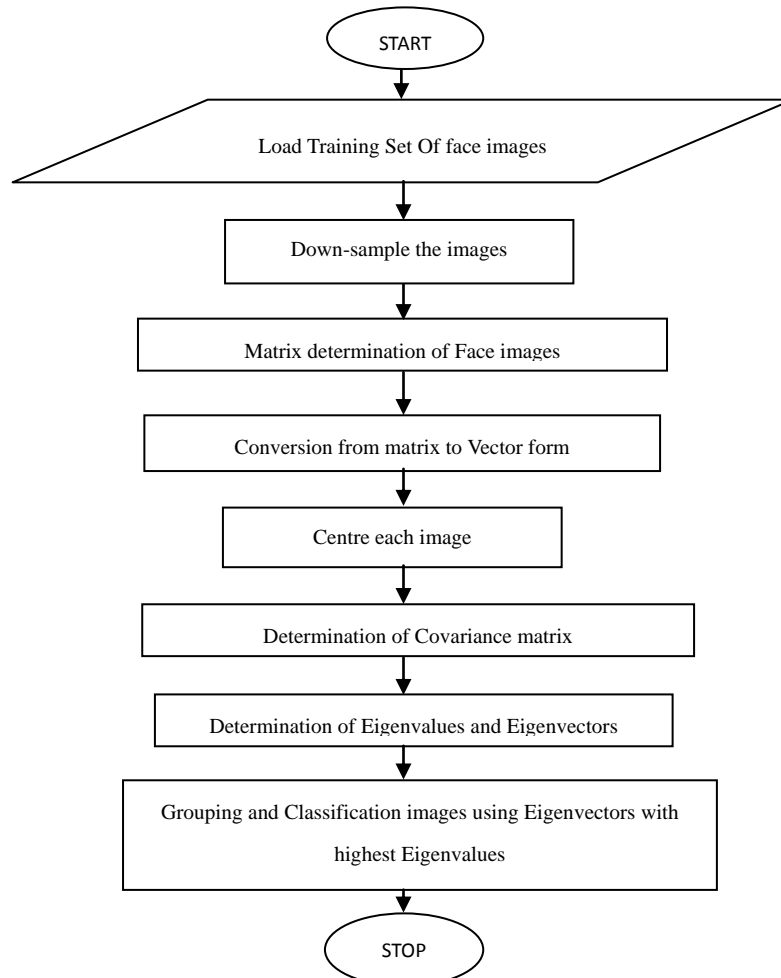 START
Load Training Set Of face images
Down-sample the images
Matrix determination of Face images
Conversion from matrix to Vector form
Centre each image
Determination of Covariance matrix
Determination of Eigenvalues and Eigenvectors
Grouping and Classification images using Eigenvectors with
highest Eigenvalues
STOP